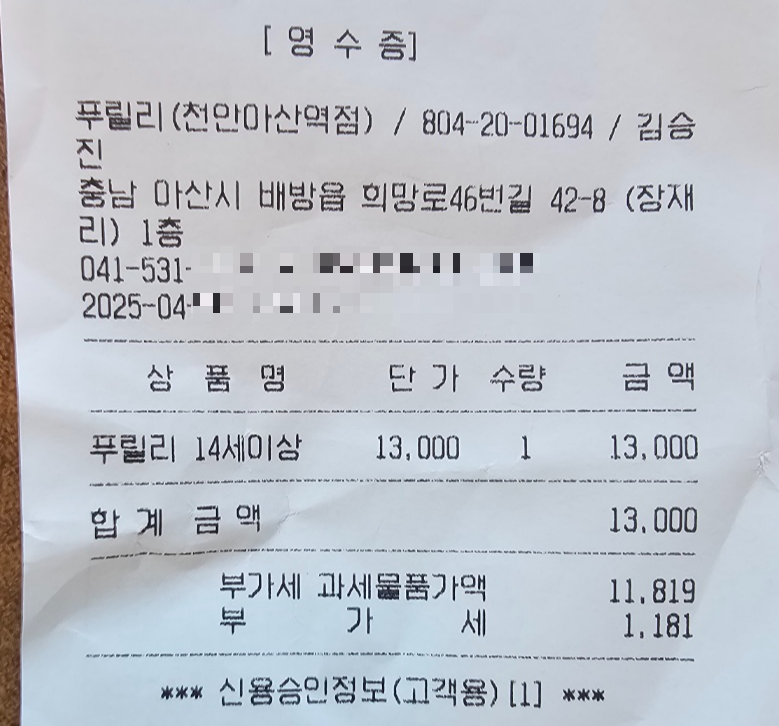 [ 영 수 증]
푸릴리(천안아산역점) / 804-20-01694 / 김승
진
충남 아산시 배방읍 희망로46번길 42-8 (장재
리) 1층
041-531-
2025-04-
상 품 명 단 가 수량 금 액
푸릴리 14세이상 13,000 1 13,000
합 계 금 액 13,000
부가세 과세물품가액 11,819
부 가 세 1,181
*** 신용승인정보(고객용)[1] ***